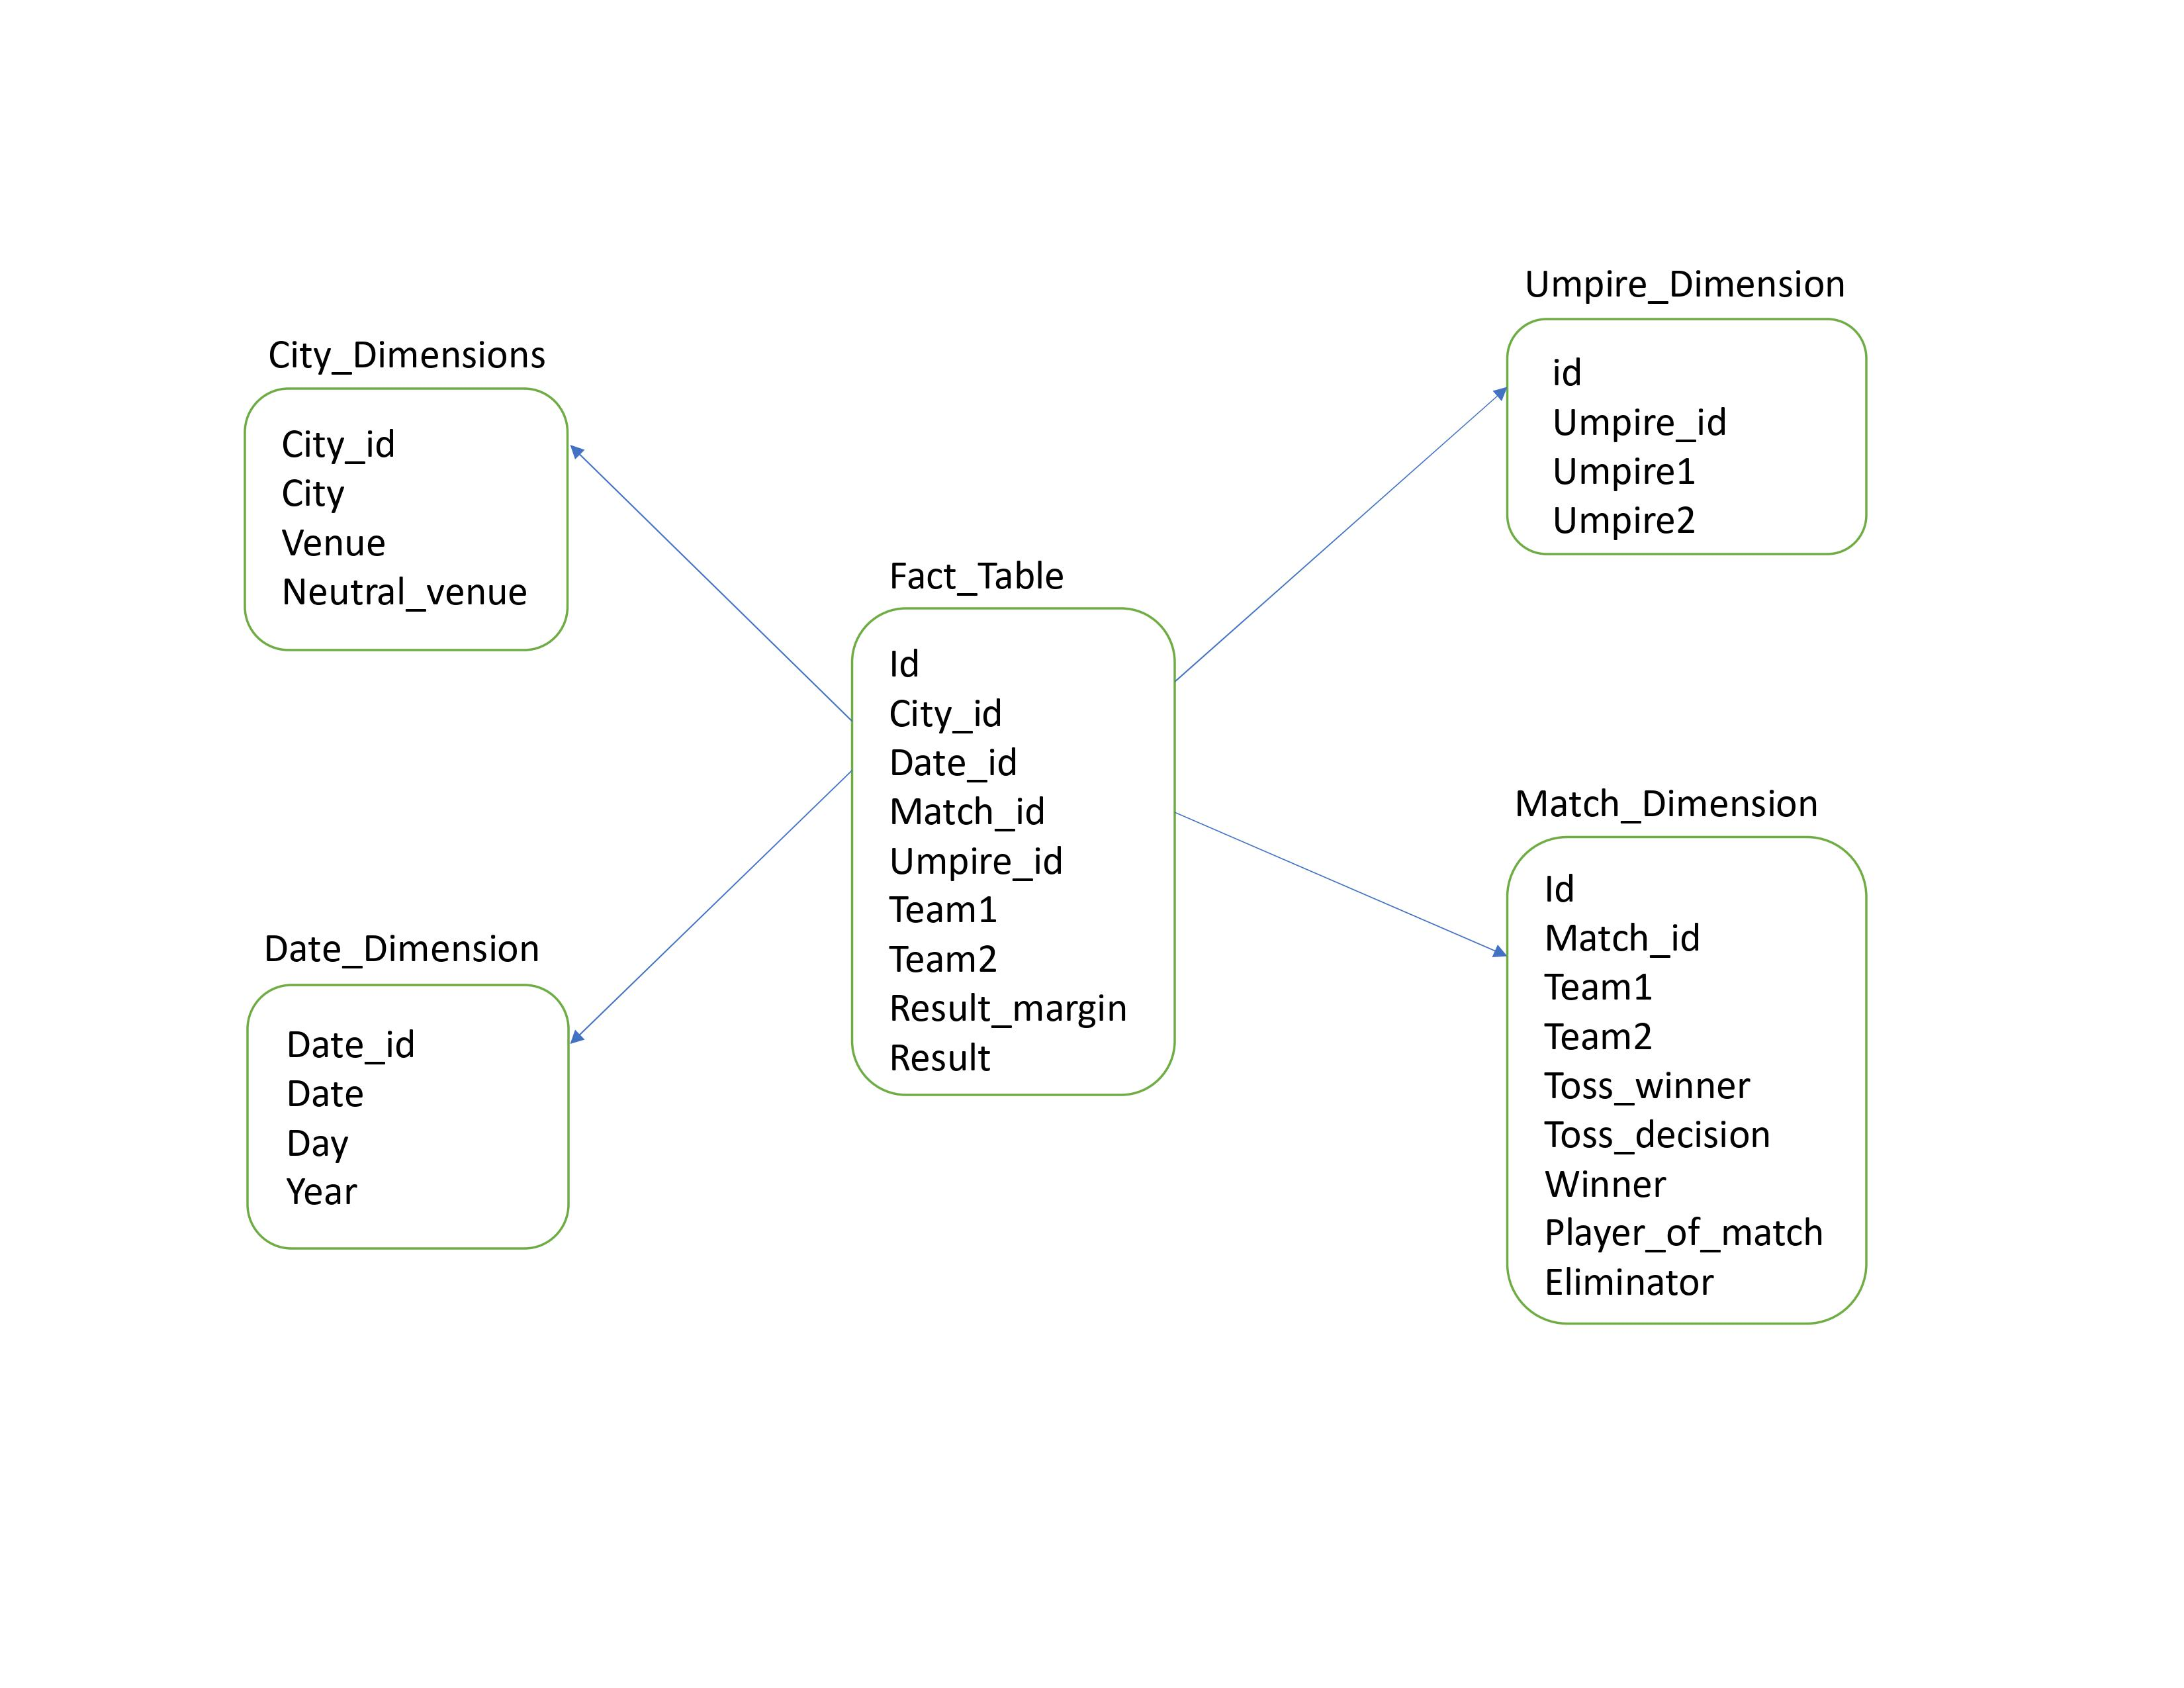 City_Dimensions
City_id
City
Venue
Neutral_venue
Date_Dimension
Date_id
Date
Day
Year
Fact_Table
Id
City_id
Date_id
Match_id
Umpire_id
Team1
Team2
Result_margin
Result
Umpire_Dimension
id
Umpire_id
Umpire1
Umpire2
Match_Dimension
Id
Match_id
Team1
Team2
Toss_winner
Toss_decision
Winner
Player_of_match
Eliminator